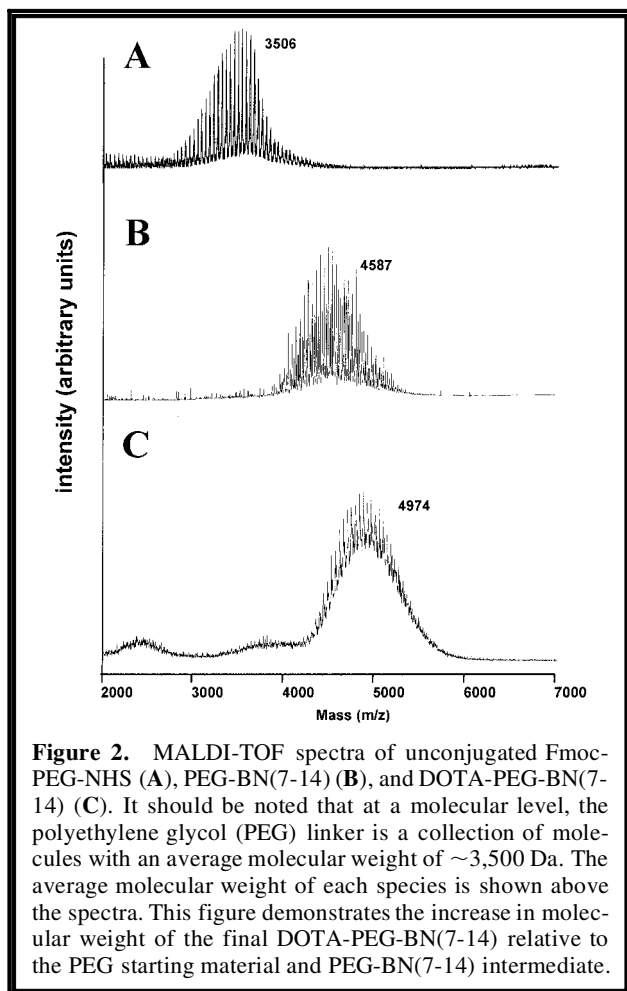 A
3506
B
4587
C
4974
intensity (arbitrary units)
2000 3000 4000 5000 6000 7000
Mass (m/z)
Figure 2. MALDI-TOF spectra of unconjugated Fmoc-
PEG-NHS (A), PEG-BN(7-14) (B), and DOTA-PEG-BN(7-
14) (C). It should be noted that at a molecular level, the
polyethylene glycol (PEG) linker is a collection of mole-
cules with an average molecular weight of ~3,500 Da. The
average molecular weight of each species is shown above
the spectra. This figure demonstrates the increase in molec-
ular weight of the final DOTA-PEG-BN(7-14) relative to
the PEG starting material and PEG-BN(7-14) intermediate.